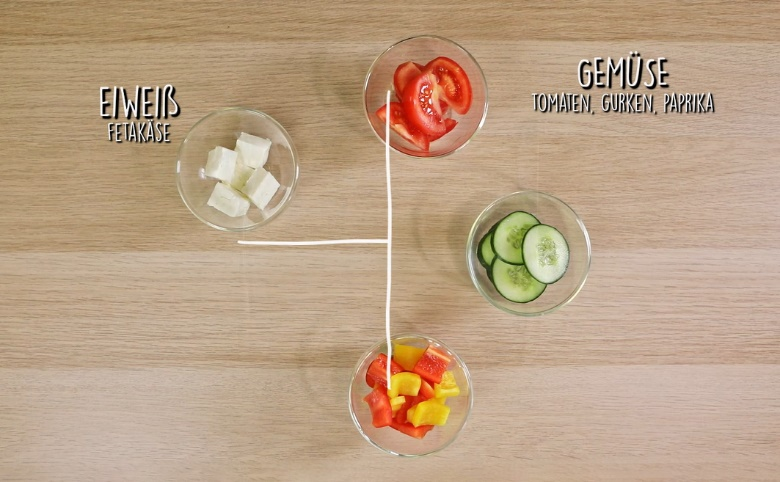 EIWEIß
FETAKÄSE
GEMÜSE
TOMATEN, GURKEN, PAPRIKA